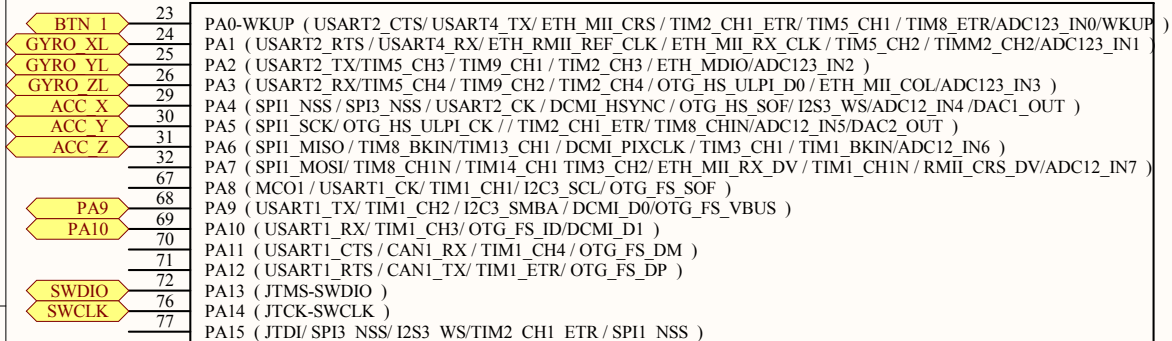 BTN_1 23 PA0-WKUP ( USART2_CTS/ USART4_TX/ ETH_MII_CRS / TIM2_CH1_ETR/ TIM5_CH1 / TIM8_ETR/ADC123_IN0/WKUP )
GYRO_XL 24 PA1 ( USART2_RTS / USART4_RX/ ETH_RMII_REF_CLK / ETH_MII_RX_CLK / TIM5_CH2 / TIMM2_CH2/ADC123_IN1 )
GYRO_YL 25 PA2 ( USART2_TX/TIM5_CH3 / TIM9_CH1 / TIM2_CH3 / ETH_MDIO/ADC123_IN2 )
GYRO_ZL 26 PA3 ( USART2_RX/TIM5_CH4 / TIM9_CH2 / TIM2_CH4 / OTG_HS_ULPI_D0 / ETH_MII_COL/ADC123_IN3 )
ACC_X 29 PA4 ( SPI1_NSS / SPI3_NSS / USART2_CK / DCMI_HSYNC / OTG_HS_SOF/ I2S3_WS/ADC12_IN4 /DAC1_OUT )
ACC_Y 30 PA5 ( SPI1_SCK/ OTG_HS_ULPI_CK // TIM2_CH1_ETR/ TIM8_CHIN/ADC12_IN5/DAC2_OUT )
ACC_Z 31 PA6 ( SPI1_MISO / TIM8_BKIN/TIM13_CH1 / DCMI_PIXCLK / TIM3_CH1 / TIM1_BKIN/ADC12_IN6 )
32 PA7 ( SPI1_MOSI/ TIM8_CH1N / TIM14_CH1 TIM3_CH2/ ETH_MII_RX_DV / TIM1_CH1N / RMII_CRS_DV/ADC12_IN7 )
67 PA8 ( MCO1 / USART1_CK/ TIM1_CH1/ I2C3_SCL/ OTG_FS_SOF )
PA9 68 PA9 ( USART1_TX/ TIM1_CH2 / I2C3_SMBA / DCMI_D0/OTG_FS_VBUS )
PA10 69 PA10 ( USART1_RX/ TIM1_CH3/ OTG_FS_ID/DCMI_D1 )
70 PA11 ( USART1_CTS / CAN1_RX / TIM1_CH4 / OTG_FS_DM )
71 PA12 ( USART1_RTS / CAN1_TX/ TIM1_ETR/ OTG_FS_DP )
SWDIO 72 PA13 ( JTMS-SWDIO )
SWCLK 76 PA14 ( JTCK-SWCLK )
77 PA15 ( JTDI/ SPI3_NSS/ I2S3_WS/TIM2_CH1_ETR / SPI1_NSS )